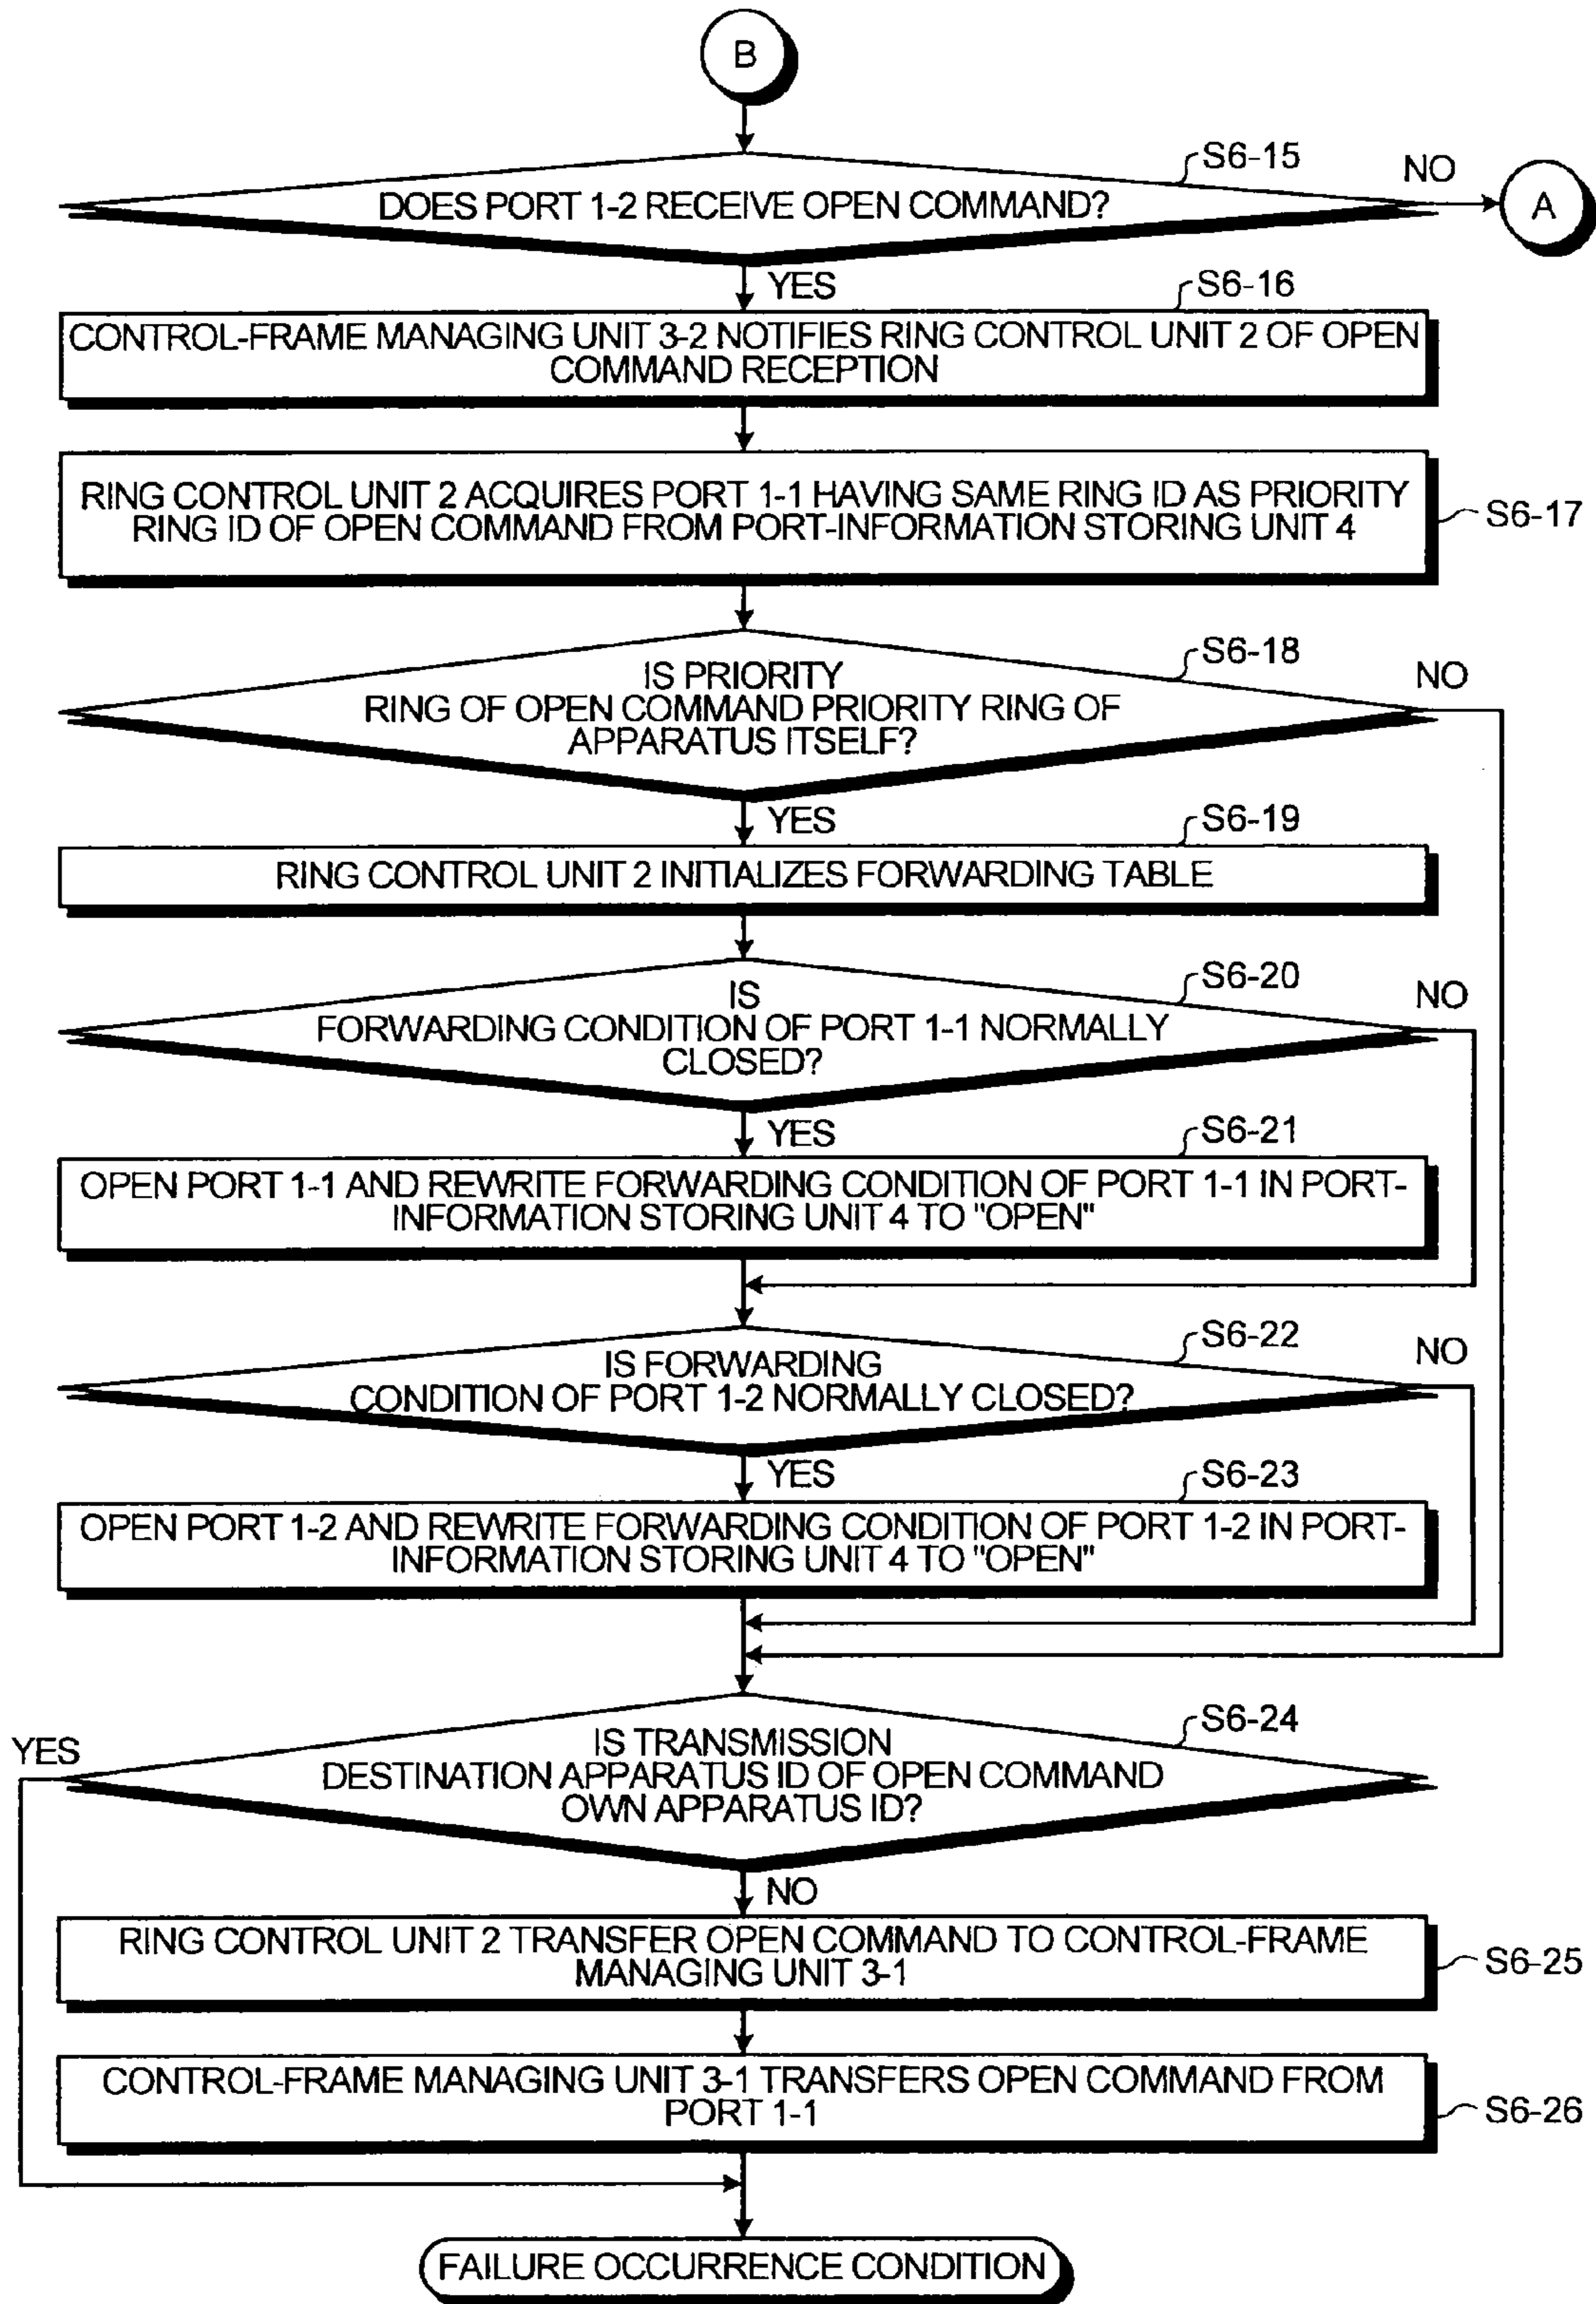 B
S6-15
NO
DOES PORT 1-2 RECEIVE OPEN COMMAND?
A
YES
S6-16
CONTROL-FRAME MANAGING UNIT 3-2 NOTIFIES RING CONTROL UNIT 2 OF OPEN
COMMAND RECEPTION
RING CONTROL UNIT 2 ACQUIRES PORT 1-1 HAVING SAME RING ID AS PRIORITY
RING ID OF OPEN COMMAND FROM PORT-INFORMATION STORING UNIT 4
S6-17
S6-18
NO
IS PRIORITY
RING OF OPEN COMMAND PRIORITY RING OF
APPARATUS ITSELF?
YES
S6-19
RING CONTROL UNIT 2 INITIALIZES FORWARDING TABLE
S6-20
NO
IS
FORWARDING CONDITION OF PORT 1-1 NORMALLY
CLOSED?
YES
S6-21
OPEN PORT 1-1 AND REWRITE FORWARDING CONDITION OF PORT 1-1 IN PORT-
INFORMATION STORING UNIT 4 TO "OPEN"
S6-22
NO
IS FORWARDING
CONDITION OF PORT 1-2 NORMALLY CLOSED?
YES
S6-23
OPEN PORT 1-2 AND REWRITE FORWARDING CONDITION OF PORT 1-2 IN PORT-
INFORMATION STORING UNIT 4 TO "OPEN"
S6-24
YES
IS TRANSMISSION
DESTINATION APPARATUS ID OF OPEN COMMAND
OWN APPARATUS ID?
NO
RING CONTROL UNIT 2 TRANSFER OPEN COMMAND TO CONTROL-FRAME
MANAGING UNIT 3-1
S6-25
CONTROL-FRAME MANAGING UNIT 3-1 TRANSFERS OPEN COMMAND FROM
PORT 1-1
S6-26
FAILURE OCCURRENCE CONDITION